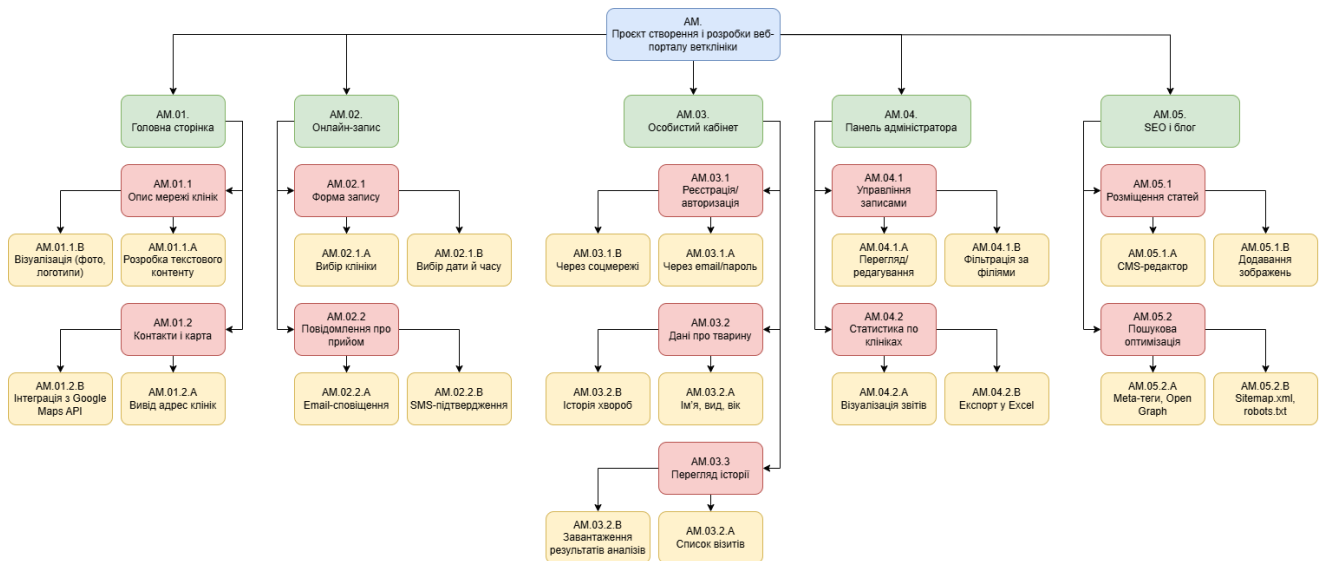 АМ.
Проєкт створення і розробки веб-
порталу ветклініки
АМ.01.
Головна сторінка
АМ.02.
Онлайн-запис
АМ.03.
Особистий кабінет
АМ.04.
Панель адміністратора
АМ.05.
SEO і блог
АМ.01.1
Опис мережі клінік
АМ.02.1
Форма запису
АМ.03.1
Реєстрація/
авторизація
АМ.04.1
Управління
записами
АМ.05.1
Розміщення статей
АМ.01.1.B
Візуалізація (фото,
логотипи)
АМ.01.1.A
Розробка текстового
контенту
АМ.02.1.A
Вибір клініки
АМ.02.1.B
Вибір дати й часу
АМ.03.1.B
Через соцмережі
АМ.03.1.A
Через email/пароль
АМ.04.1.A
Перегляд/
редагування
АМ.04.1.B
Фільтрація за
філіями
АМ.05.1.A
CMS-редактор
АМ.05.1.B
Додавання
зображень
АМ.01.2
Контакти і карта
АМ.02.2
Повідомлення про
прийом
АМ.03.2
Дані про тварину
АМ.04.2
Статистика по
клініках
АМ.05.2
Пошукова
оптимізація
АМ.01.2.B
Інтеграція з Google
Maps API
АМ.01.2.A
Вивід адрес клінік
АМ.02.2.A
Email-сповіщення
АМ.02.2.B
SMS-підтвердження
АМ.03.2.B
Історія хвороб
АМ.03.2.A
Ім’я, вид, вік
АМ.04.2.A
Візуалізація звітів
АМ.04.2.B
Експорт у Excel
АМ.05.2.A
Meta-теги, Open
Graph
АМ.05.2.B
Sitemap.xml,
robots.txt
АМ.03.3
Перегляд історії
АМ.03.2.B
Завантаження
результатів аналізів
АМ.03.2.A
Список візитів